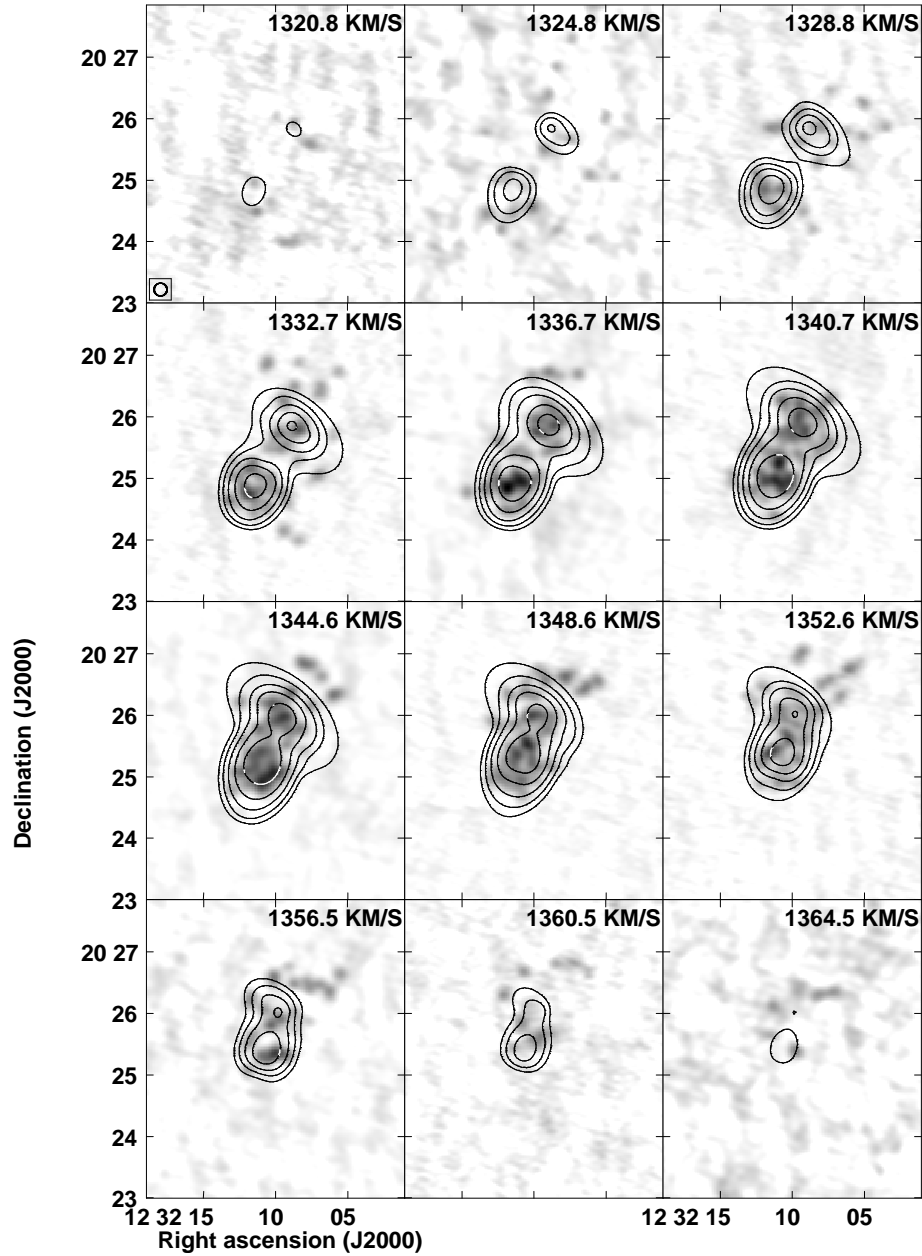 1320.8 KM/S 1324.8 KM/S 1328.8 KM/S
20 27
26
25
24
23
1332.7 KM/S 1336.7 KM/S 1340.7 KM/S
20 27
26
25
24
23
1344.6 KM/S 1348.6 KM/S 1352.6 KM/S
20 27
26
25
24
23
Declination (J2000)
1356.5 KM/S 1360.5 KM/S 1364.5 KM/S
20 27
26
25
24
23
12 32 15 10 05 12 32 15 10 05
Right ascension (J2000)